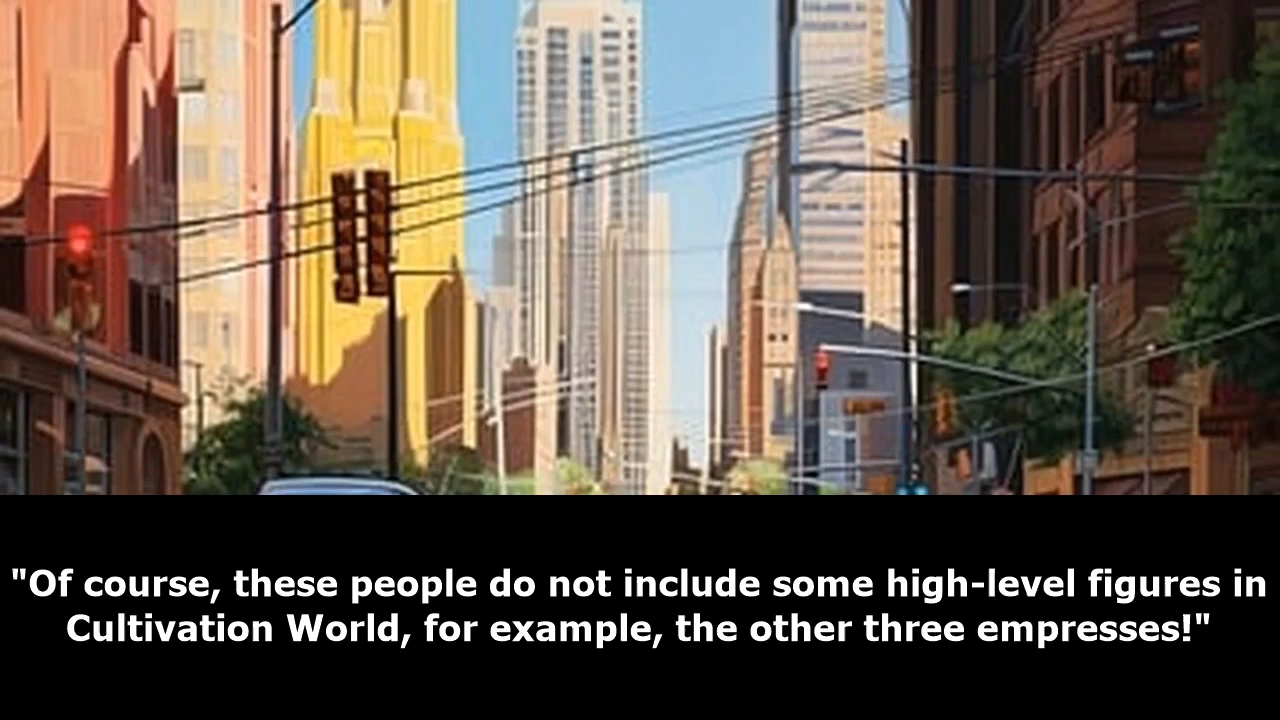 "Of course, these people do not include some high-level figures in
Cultivation World, for example, the other three empresses!"